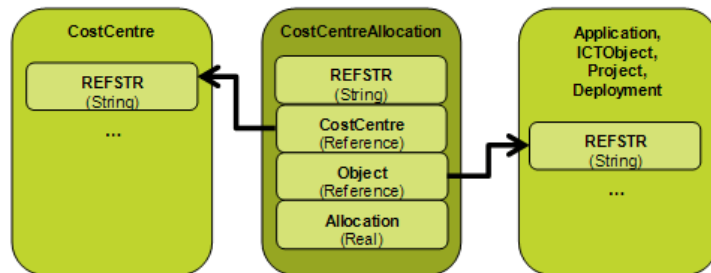 CostCentre
REFSTR
(String)
...
CostCentreAllocation
REFSTR
(String)
CostCentre
(Reference)
Object
(Reference)
Allocation
(Real)
Application,
ICTObject,
Project,
Deployment
REFSTR
(String)
...